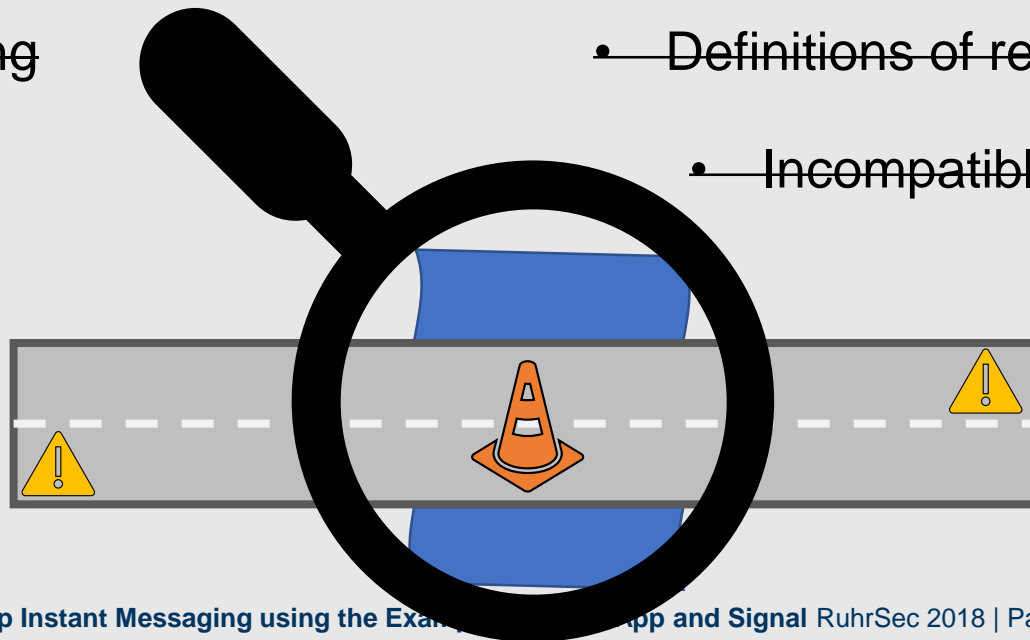 ng
• Definitions of re
• Incompatibl
p Instant Messaging using the Exa pp and Signal RuhrSec 2018 | Pa